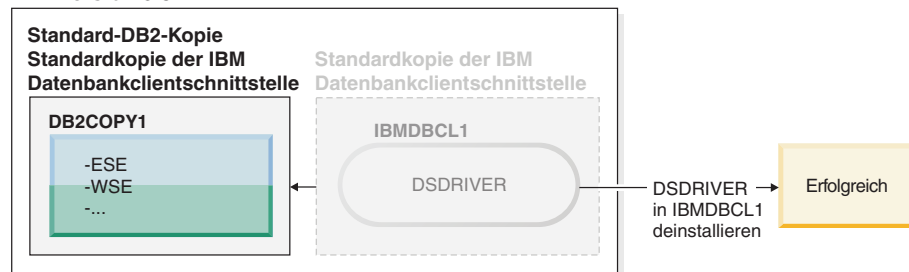 Standard-DB2-Kopie
Standardkopie der IBM
Datenbankclientschnittstelle
DB2COPY1
-ESE
-WSE
-...
Standardkopie der IBM
Datenbankclientschnittstelle
IBMDBCL1
DSDRIVER
DSDRIVER
in IBMDBCL1
deinstallieren
Erfolgreich